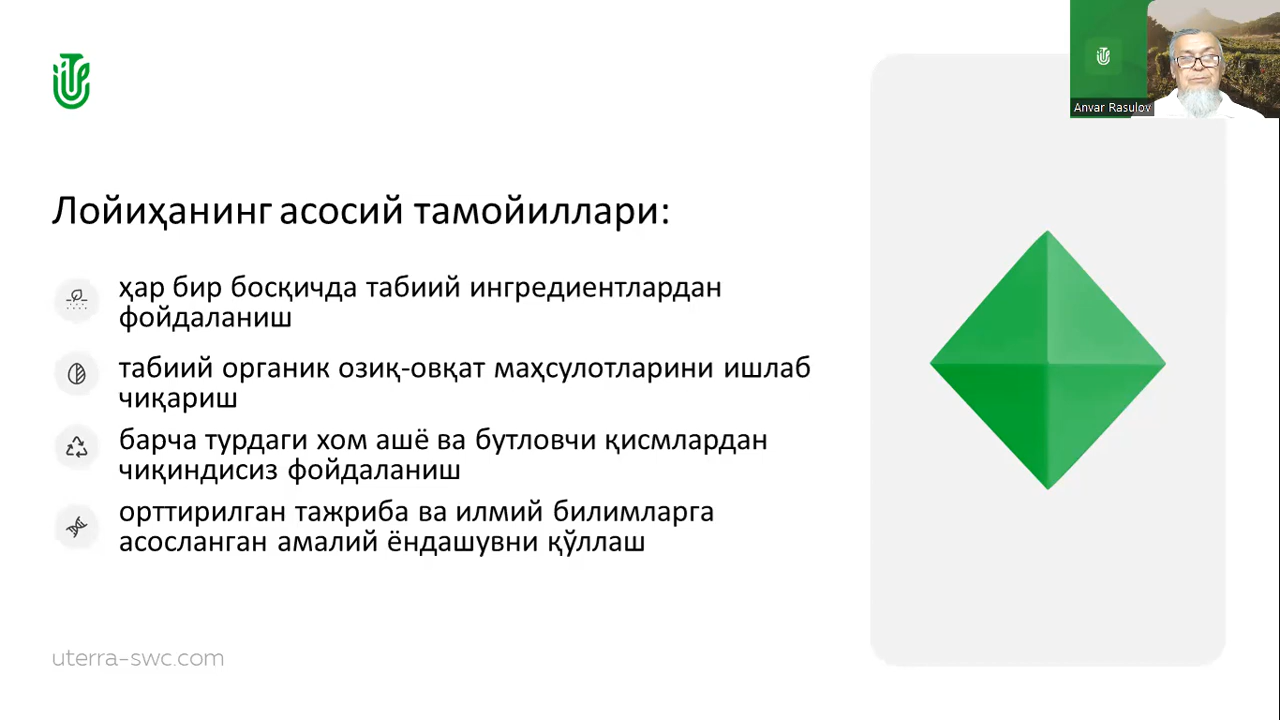 Anvar Rasulov
Лойиҳанинг асосий тамойиллари:
ҳар бир босқичда табиий ингредиентлардан
фойдаланиш
табиий органик озиқ-овқат маҳсулотларини ишлаб
чиқариш
барча турдаги хом ашё ва бутловчи қисмлардан
чиқиндисиз фойдаланиш
орттирилган тажриба ва илмий билимларга
асосланган амалий ёндашувни қўллаш
uterra-swc.com